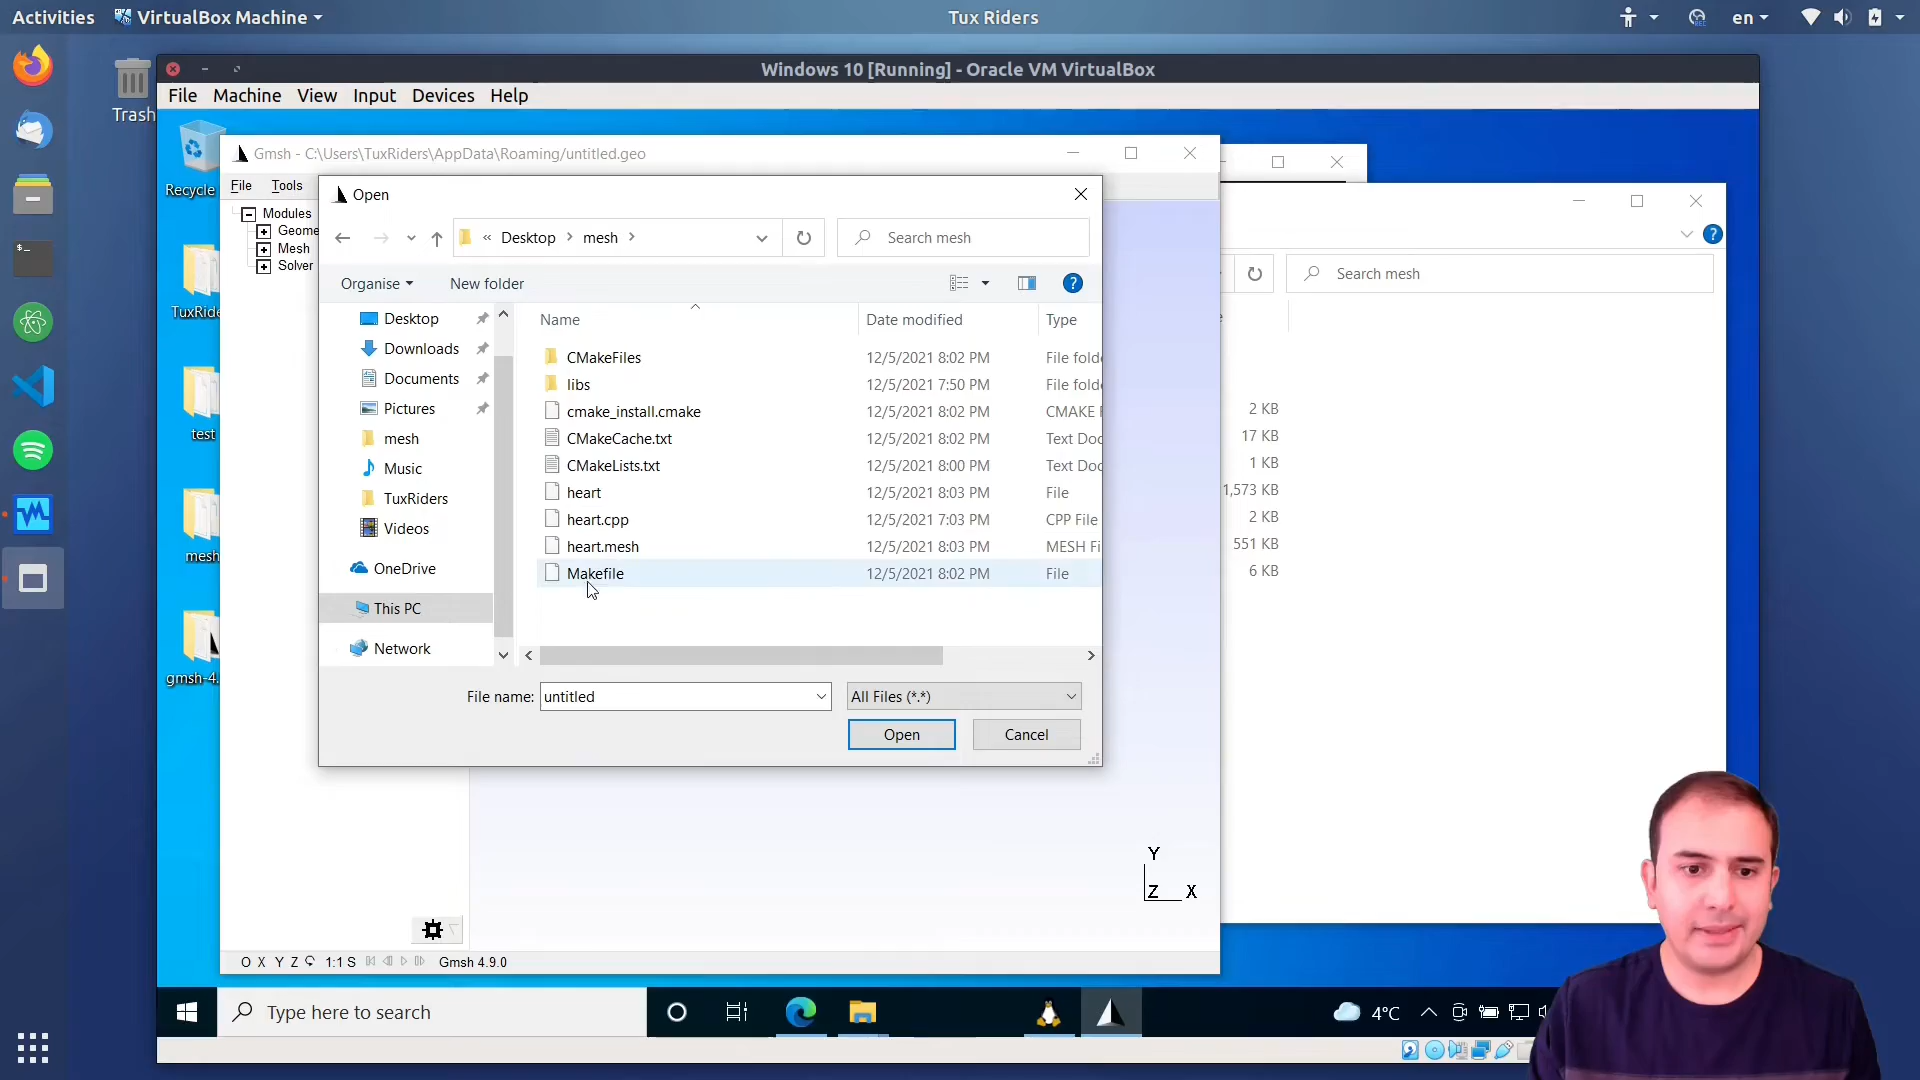 Activities VirtualBox Machine Tux Riders en
Trash
Windows 10 [Running] - Oracle VM VirtualBox
File Machine View Input Devices Help
Recycle
TuxRide
test
mesh
gmsh-4.
Gmsh - C:\Users\TuxRiders\AppData\Roaming/untitled.geo
File Tools
Modules
Geome
Mesh
Solver
Open
« Desktop mesh
Search mesh
Organise New folder
Desktop
Downloads
Documents
Pictures
mesh
Music
TuxRiders
Videos
OneDrive
This PC
Network
Name Date modified Type
CMakeFiles 12/5/2021 8:02 PM File folde
libs 12/5/2021 7:50 PM File folde
cmake_install.cmake 12/5/2021 8:02 PM CMAKE F
CMakeCache.txt 12/5/2021 8:02 PM Text Doc
CMakeLists.txt 12/5/2021 8:00 PM Text Doc
heart 12/5/2021 8:03 PM File
heart.cpp 12/5/2021 7:03 PM CPP File
heart.mesh 12/5/2021 8:03 PM MESH Fi
Makefile 12/5/2021 8:02 PM File
File name: untitled All Files (*.*)
Open Cancel
Search mesh
2 KB
17 KB
1 KB
1,573 KB
2 KB
551 KB
6 KB
Y
Z X
O X Y Z 1:1 S Gmsh 4.9.0
Type here to search
4°C